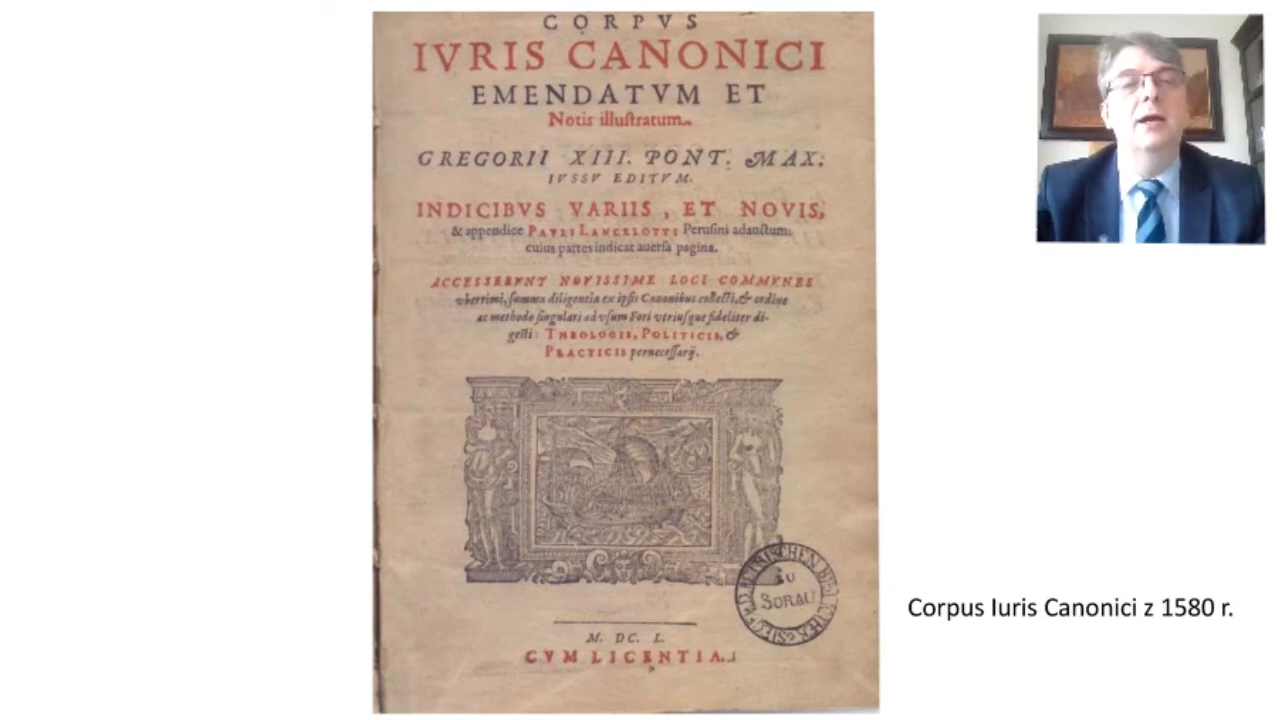 CORPVS
IVRIS CANONICI
EMENDATVM ET
Notis illuſtratum.
GREGORII XIII. PONT. MAX.
IVSSV EDITVM.
INDICIBVS VARIIS, ET NOVIS,
& appendice PAVLI LANCELOTTI Peruſini adauctum:
cuius partes indicat auerſa pagina.
ACCESSERVNT NOVISSIME LOCI COMMVNES
vberrimi, ſumma diligentia ex ipſis Canonibus collecti, & ordine
ac methodo ſingulari ad vſum Fori vtriuſque fideliter di-
geſti: THEOLOGIS, POLITICIS, &
PRACTICIS perneceſſarij.
BIBLIOTHEK
zu
SORAU
M. DC. L.
CVM LICENTIA.
Corpus Iuris Canonici z 1580 r.